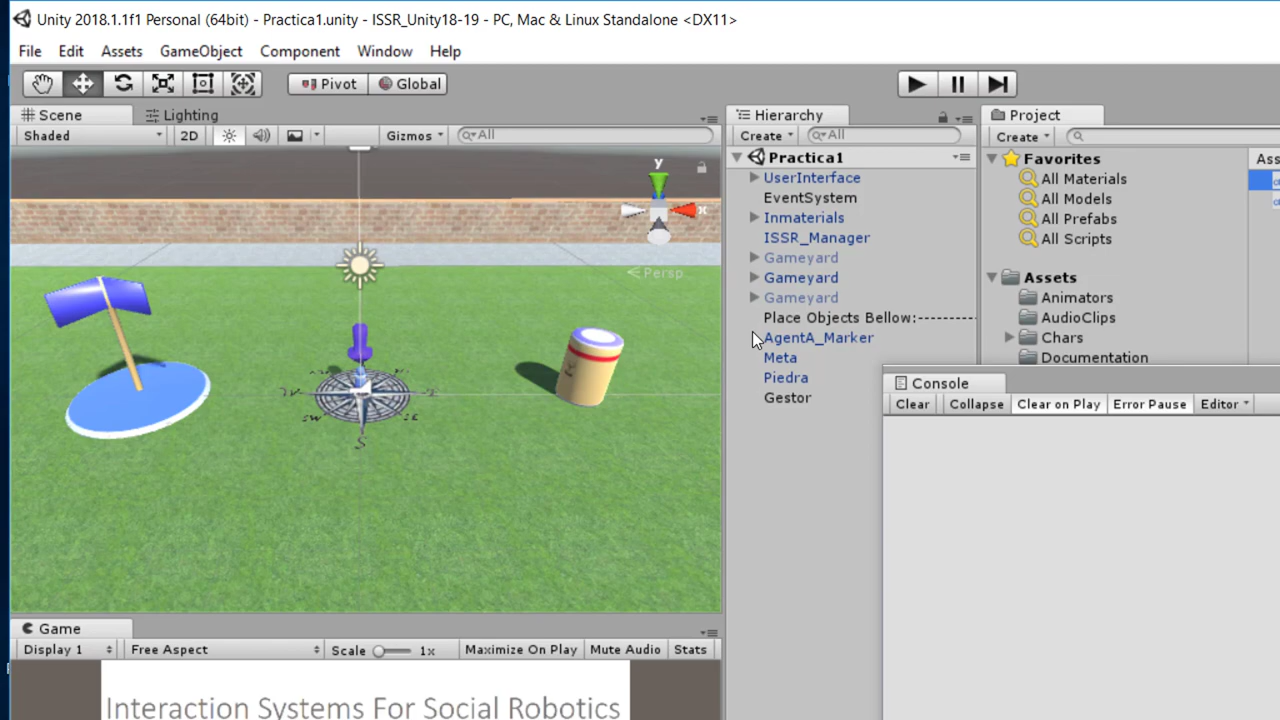 Unity 2018.1.1f1 Personal (64bit) - Practica1.unity - ISSR_Unity18-19 - PC, Mac & Linux Standalone <DX11>
File Edit Assets GameObject Component Window Help
Pivot Global
Scene Lighting
Shaded 2D Gizmos All
y
x
Persp
S
SW
SE
Game
Display 1 Free Aspect Scale 1x Maximize On Play Mute Audio Stats
Interaction Systems For Social Robotics
Hierarchy
Create All
Practica1
UserInterface
EventSystem
Inmaterials
ISSR_Manager
Gameyard
Gameyard
Gameyard
Place Objects Bellow:-----------
AgentA_Marker
Meta
Piedra
Gestor
Project
Create
Favorites
All Materials
All Models
All Prefabs
All Scripts
Assets
Animators
AudioClips
Chars
Documentation
Ass
Console
Clear Collapse Clear on Play Error Pause Editor